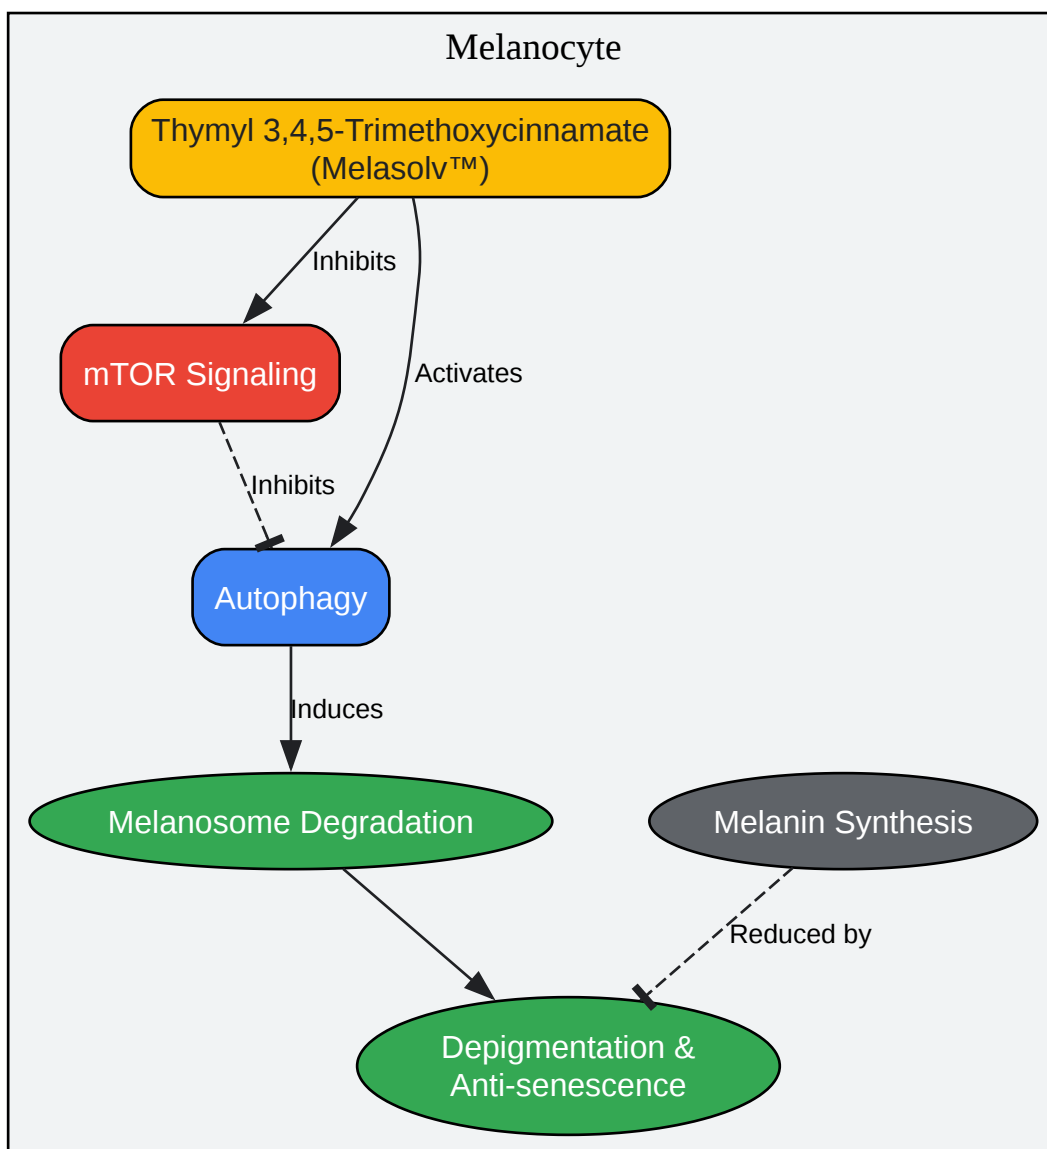 Melanocyte
Thymyl 3,4,5-Trimethoxycinnamate
(Melasolv™)
Inhibits
mTOR Signaling
Activates
Inhibits
Autophagy
Induces
Melanosome Degradation
Melanin Synthesis
Reduced by
Depigmentation &
Anti-senescence